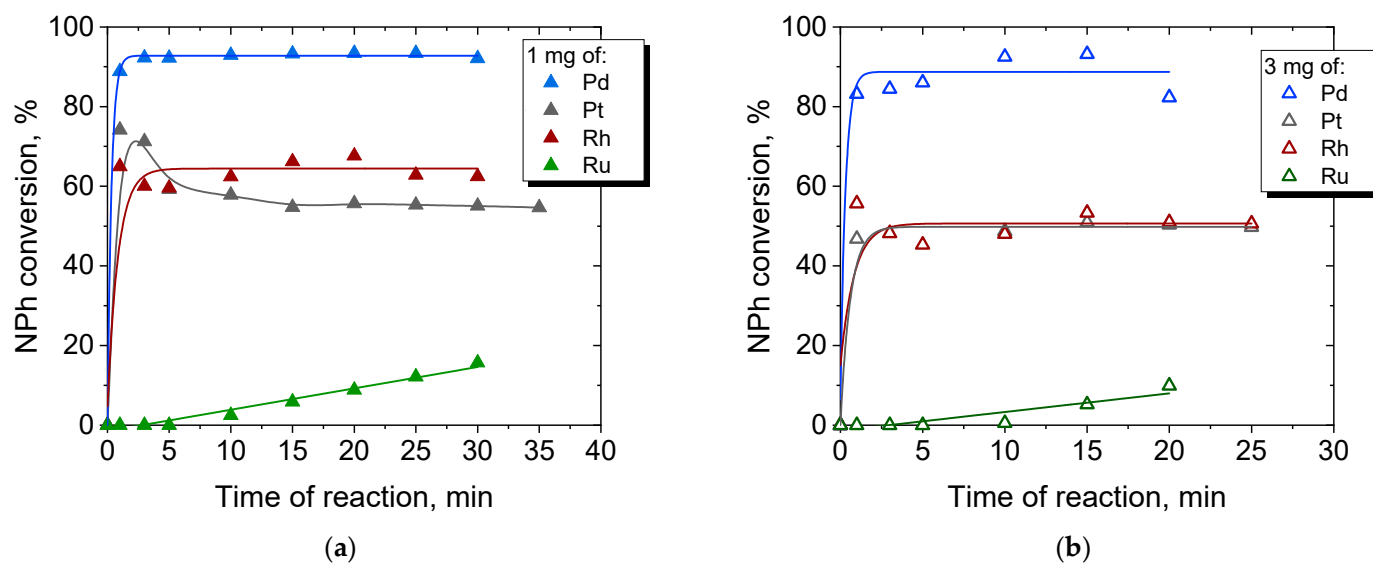 100
80
60
40
20
0
NPh conversion, %
0 5 10 15 20 25 30 35 40
Time of reaction, min
1 mg of:
Pd
Pt
Rh
Ru
(a)
100
80
60
40
20
0
NPh conversion, %
0 5 10 15 20 25 30
Time of reaction, min
3 mg of:
Pd
Pt
Rh
Ru
(b)